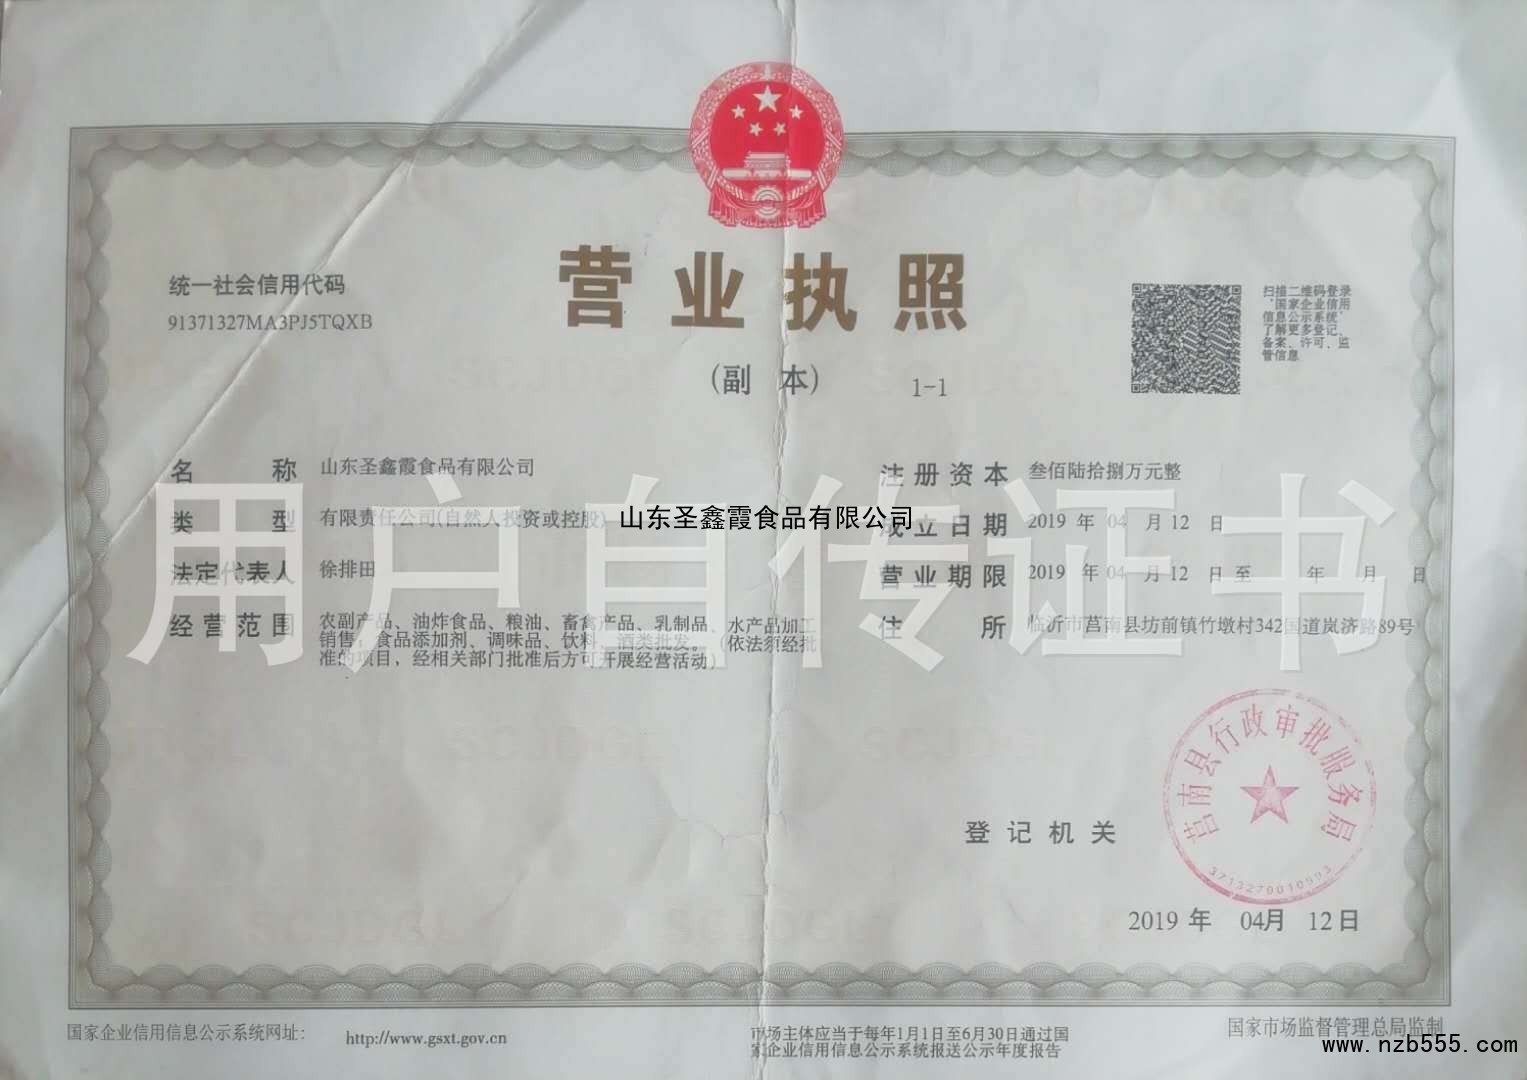 营业执照
(副 本)
1-1
统一社会信用代码
91371327MA3PJ5TQXB
扫描二维码登录
'国家企业信用
信息公示系统'
了解更多登记、
备案、许可、监
管信息
名 称 山东圣鑫霞食品有限公司
类 型 有限责任公司(自然人投资或控股)
法定代表人 徐排田
经营范围 农副产品、油炸食品、粮油、畜禽产品、乳制品、水产品加工
销售；食品添加剂、调味品、饮料、酒类批发。(依法须经批
准的项目，经相关部门批准后方可开展经营活动)
注册资本 叁佰陆拾捌万元整
成立日期 2019 年 04 月 12 日
营业期限 2019 年 04 月 12 日 至 年 月 日
住 所 临沂市莒南县坊前镇竹墩村342国道岚济路89号
用户自传证书
山东圣鑫霞食品有限公司
登记机关
莒南县行政审批服务局
3713270010993
2019 年 04月 12日
国家企业信用信息公示系统网址：
http://www.gsxt.gov.cn
市场主体应当于每年1月1日至6月30日通过国
家企业信用信息公示系统报送公示年度报告
国家市场监督管理总局监制
www.nzb555.com